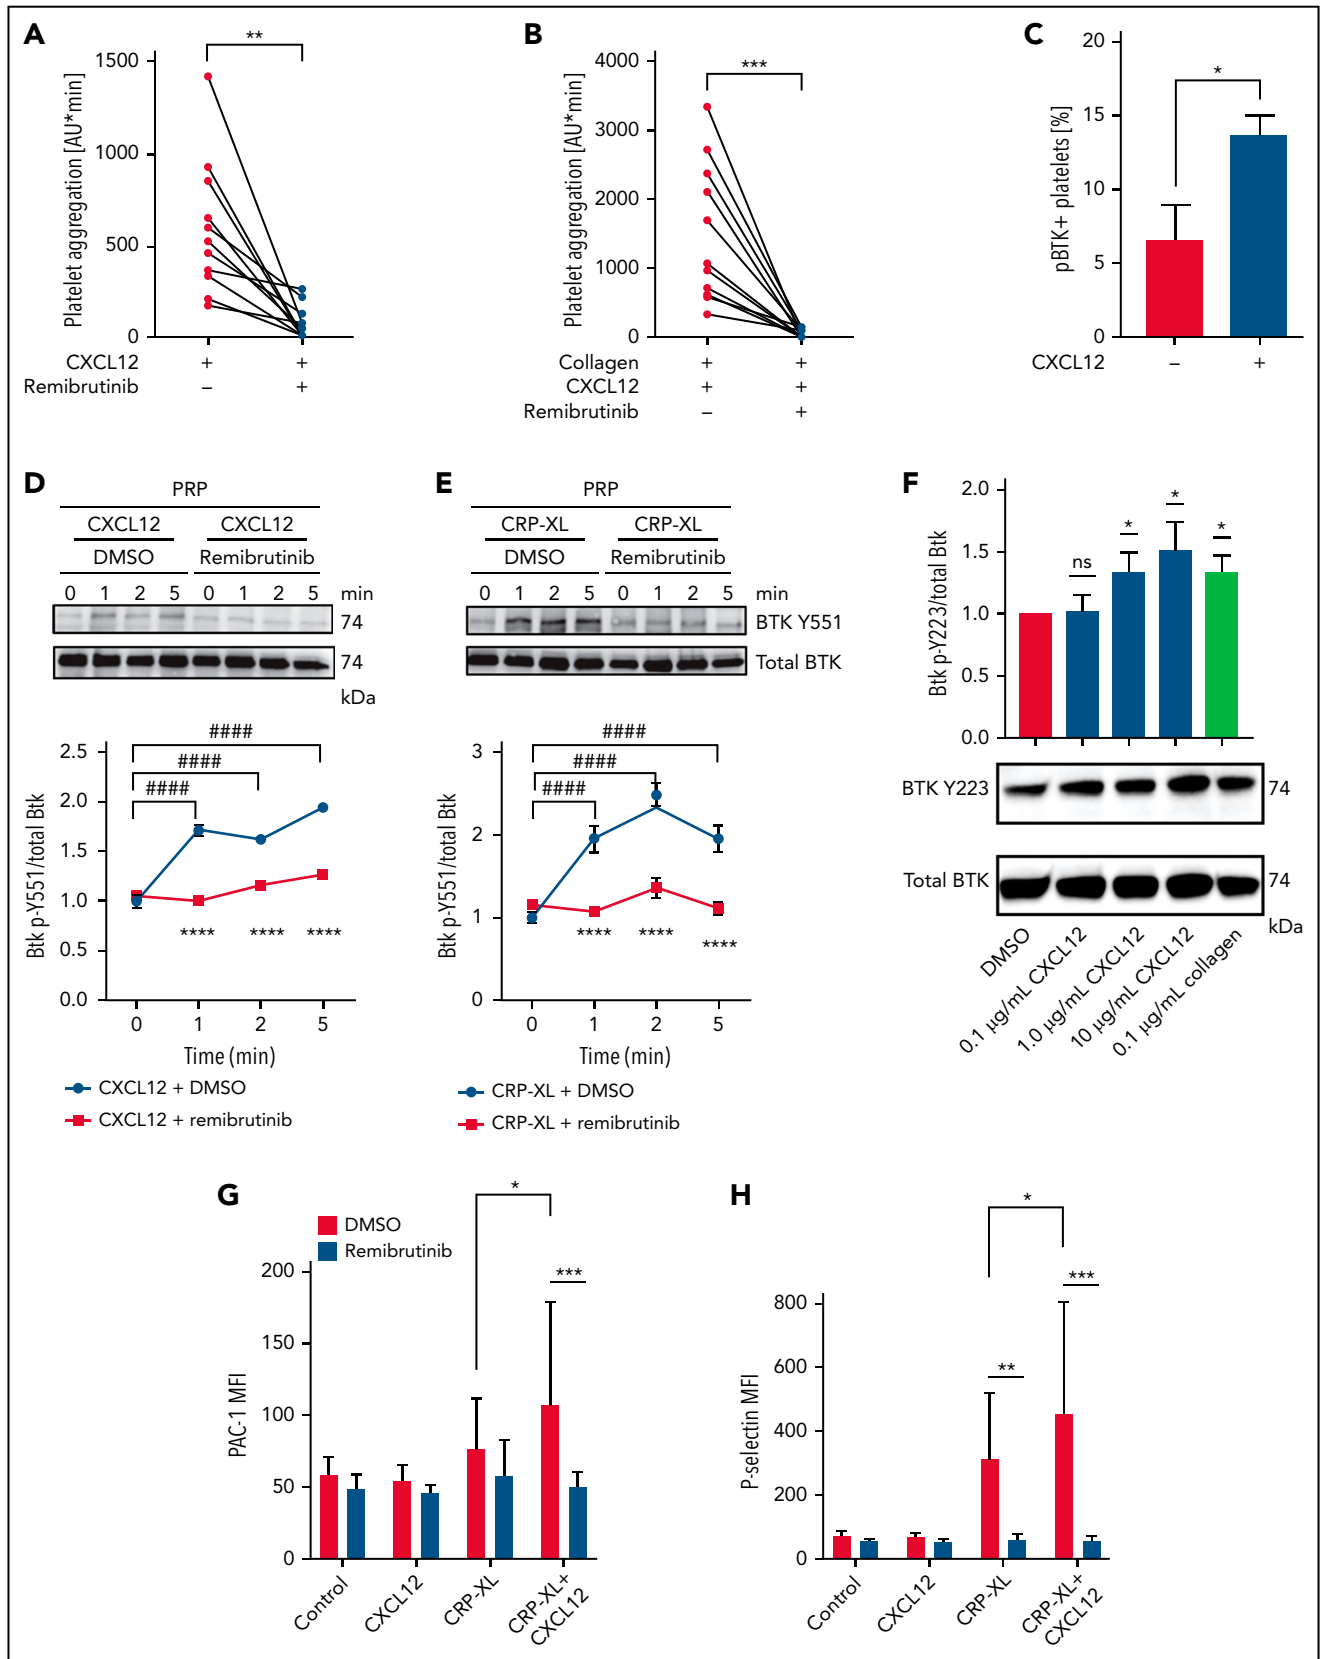 A
**
1500
1000
500
0
Platelet aggregation [AU*min]
CXCL12 + +
Remibrutinib – +
B
***
4000
3000
2000
1000
0
Platelet aggregation [AU*min]
Collagen + +
CXCL12 + +
Remibrutinib – +
C
*
20
15
10
5
0
pBTK+ platelets [%]
CXCL12 – +
D
PRP
CXCL12 CXCL12
DMSO Remibrutinib
0 1 2 5 0 1 2 5 min
74
74
kDa
####
####
####
2.5
2.0
1.5
1.0
0.5
0.0
Btk p-Y551/total Btk
**** **** ****
0 1 2 5
Time (min)
CXCL12 + DMSO
CXCL12 + remibrutinib
E
PRP
CRP-XL CRP-XL
DMSO Remibrutinib
0 1 2 5 0 1 2 5 min
BTK Y551
Total BTK
####
####
####
3
2
1
0
Btk p-Y551/total Btk
**** **** ****
0 1 2 5
Time (min)
CRP-XL + DMSO
CRP-XL + remibrutinib
F
2.0
1.5
1.0
0.5
0.0
Btk p-Y223/total Btk
ns * * *
BTK Y223 74
Total BTK 74
kDa
DMSO
0.1 µg/mL CXCL12
1.0 µg/mL CXCL12
10 µg/mL CXCL12
0.1 µg/mL collagen
G
DMSO
Remibrutinib
*
***
200
150
100
50
0
PAC-1 MFI
Control
CXCL12
CRP-XL
CRP-XL+
CXCL12
H
*
***
**
800
600
400
200
0
P-selectin MFI
Control
CXCL12
CRP-XL
CRP-XL+
CXCL12